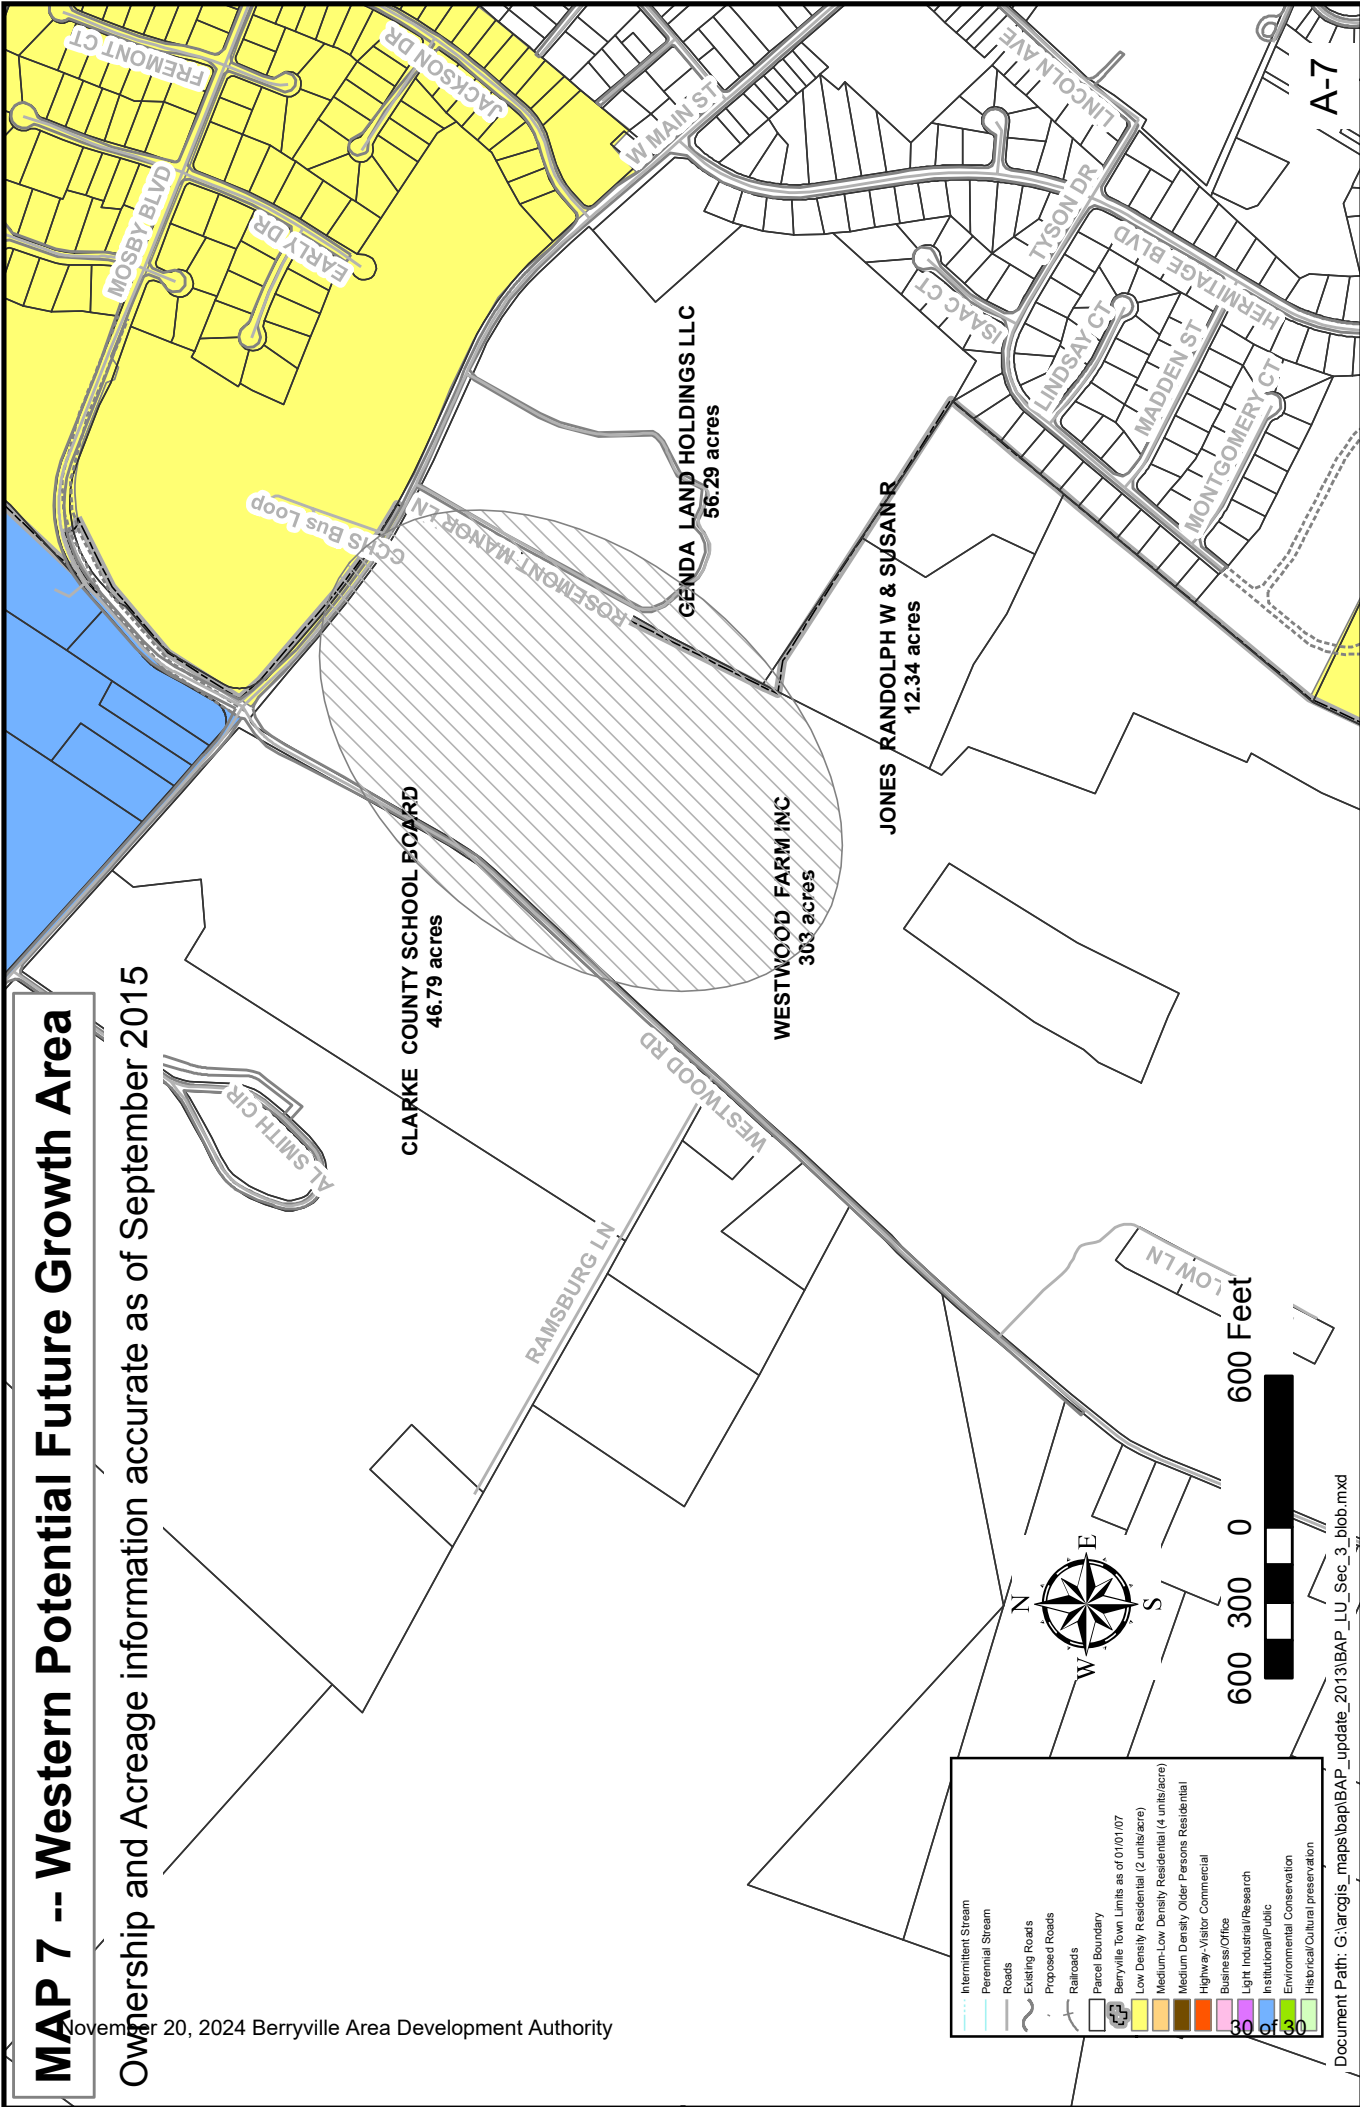 MAP 7 -- Western Potential Future Growth Area
Ownership and Acreage information accurate as of September 2015
FREMONT CT
JACKSON DR
MOSBY BLVD
EARLY DR
W MAIN ST
LINCOLN AVE
A-7
TYSON DR
HERMITAGE BLVD
ISAAC CT
LINDSAY CT
MADDEN ST
MONTGOMERY CT
CCHS Bus Loop
ROSEMONT MANOR LN
GENDA LAND HOLDINGS LLC
56.29 acres
JONES RANDOLPH W & SUSAN R
12.34 acres
CLARKE COUNTY SCHOOL BOARD
46.79 acres
WESTWOOD FARM INC
303 acres
WESTWOOD RD
AL SMITH CIR
RAMSBURG LN
LOW LN
N
E
S
W
600 300 0 600 Feet
Intermittent Stream
Perennial Stream
Roads
Existing Roads
Proposed Roads
Railroads
Parcel Boundary
Berryville Town Limits as of 01/01/07
Low Density Residential (2 units/acre)
Medium-Low Density Residential (4 units/acre)
Medium Density Older Persons Residential
Highway-Visitor Commercial
Business/Office
Light Industrial/Research
Institutional/Public
Environmental Conservation
Historical/Cultural preservation
Document Path: G:\arcgis_maps\bap\BAP_update_2013\BAP_LU_Sec_3_blob.mxd
November 20, 2024 Berryville Area Development Authority
30 of 30